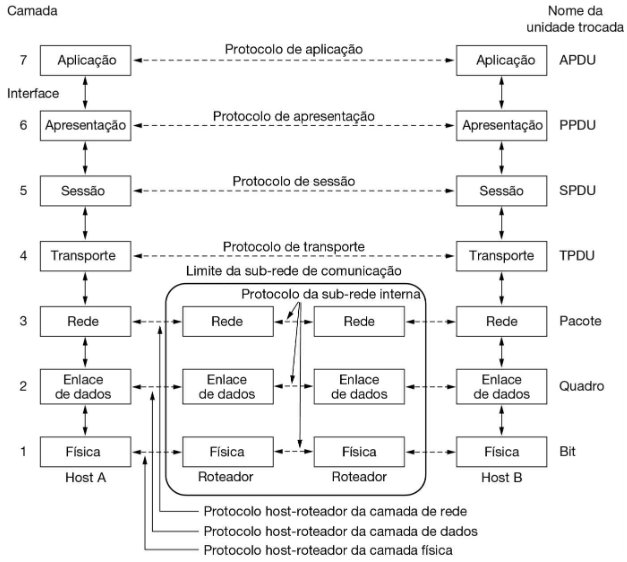 Camada
Nome da
unidade trocada
7
Aplicação
Protocolo de aplicação
Aplicação
APDU
Interface
6
Apresentação
Protocolo de apresentação
Apresentação
PPDU
5
Sessão
Protocolo de sessão
Sessão
SPDU
4
Transporte
Protocolo de transporte
Transporte
TPDU
Limite da sub-rede de comunicação
Protocolo da sub-rede interna
3
Rede
Rede
Rede
Rede
Pacote
2
Enlace
de dados
Enlace
de dados
Enlace
de dados
Enlace
de dados
Quadro
1
Física
Física
Física
Física
Bit
Host A
Roteador
Roteador
Host B
Protocolo host-roteador da camada de rede
Protocolo host-roteador da camada de dados
Protocolo host-roteador da camada física